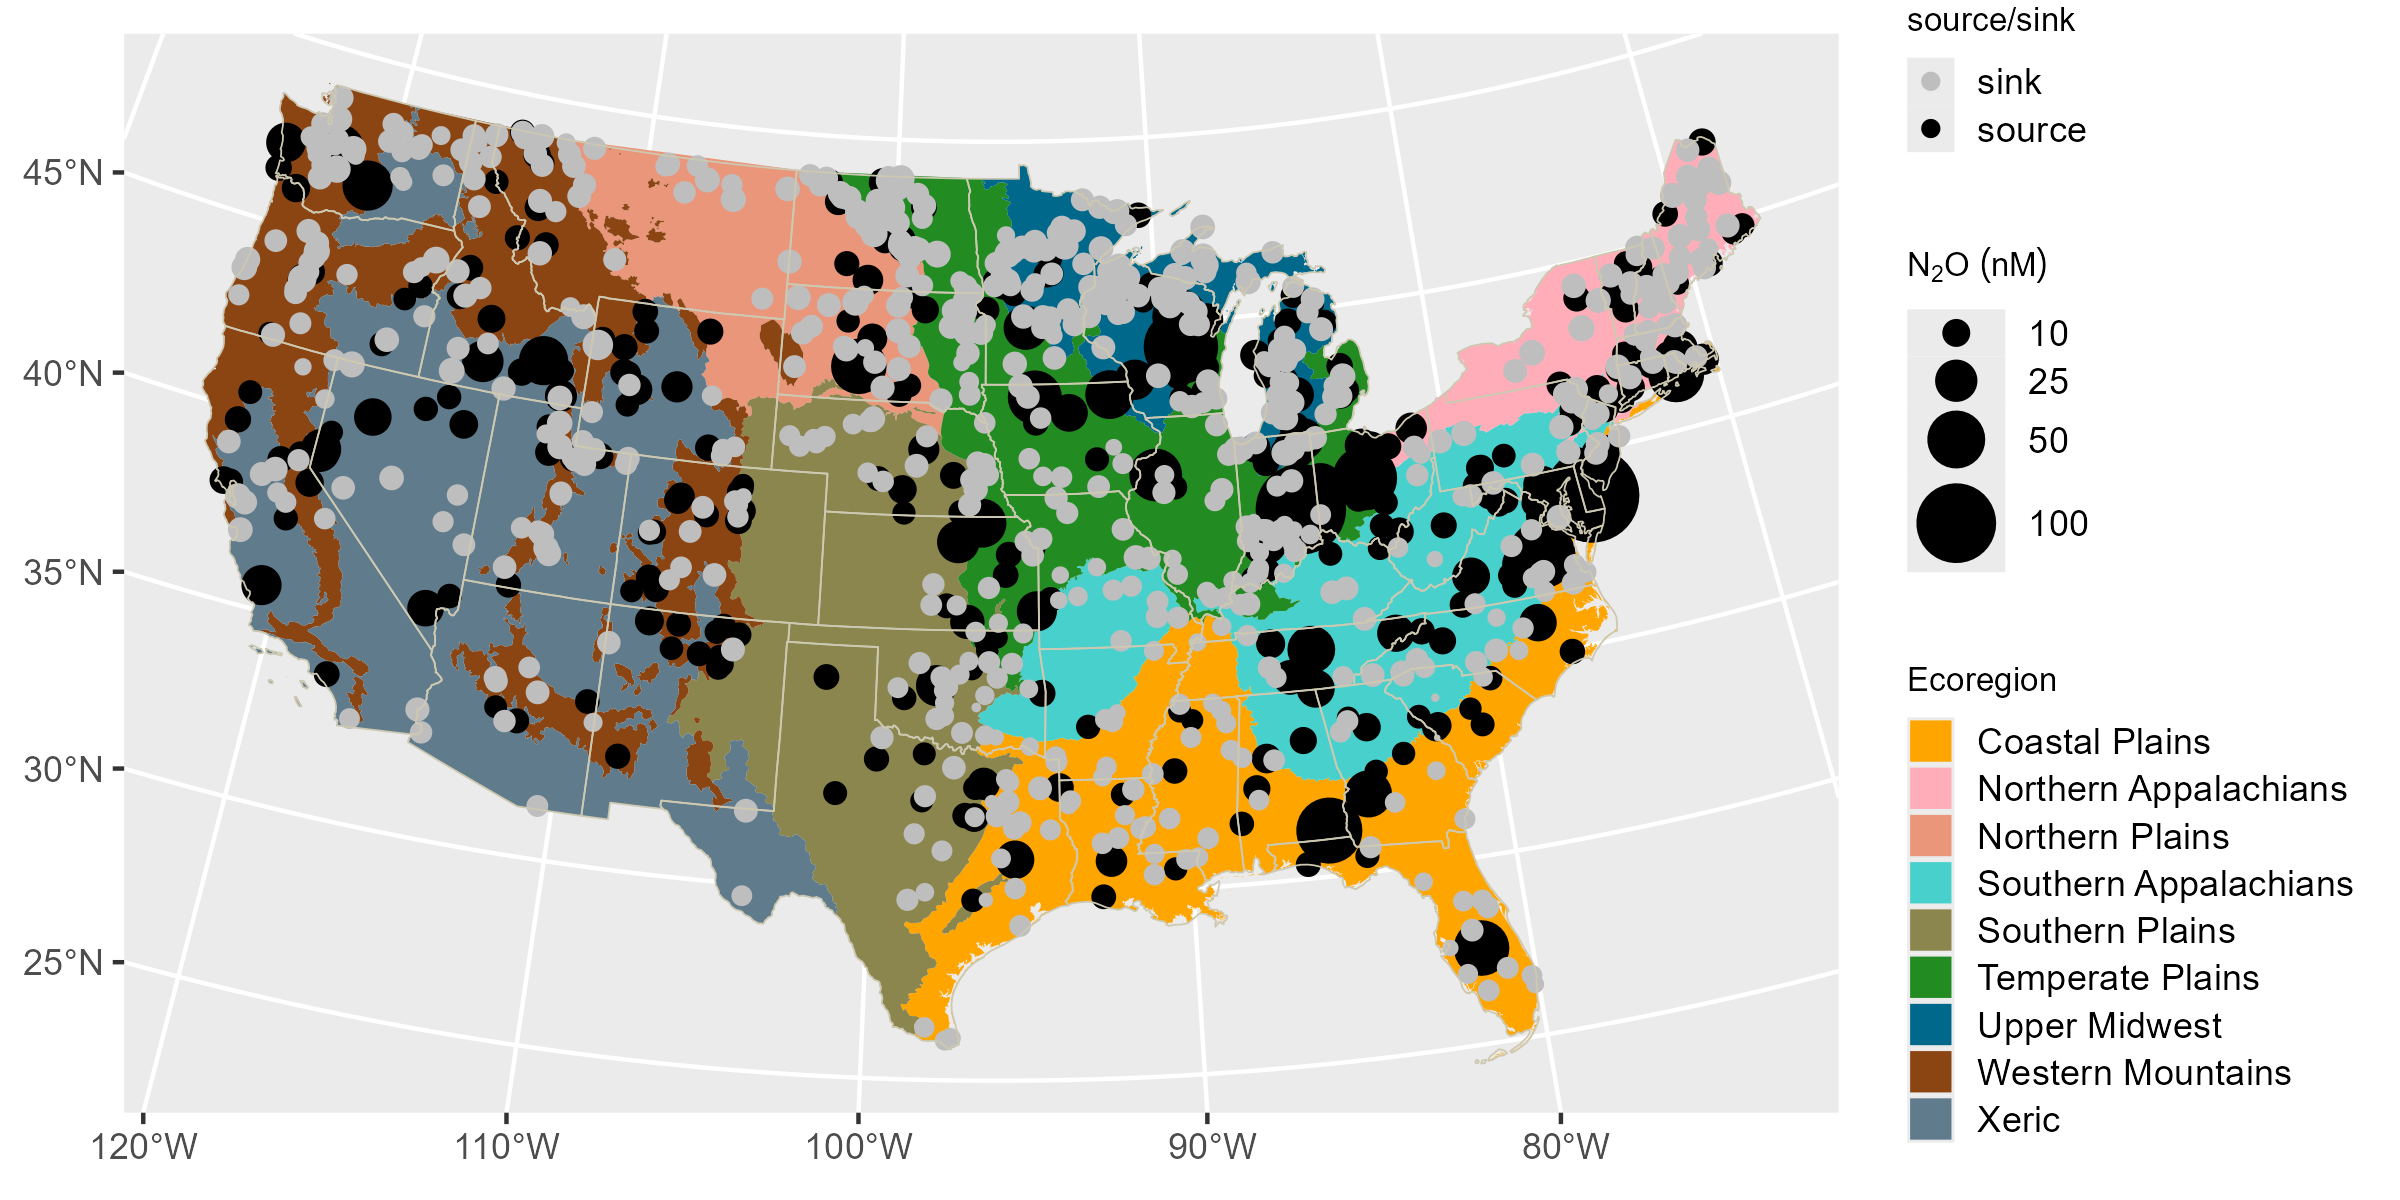 source/sink
sink
source
N₂O (nM)
10
25
50
100
Ecoregion
Coastal Plains
Northern Appalachians
Northern Plains
Southern Appalachians
Southern Plains
Temperate Plains
Upper Midwest
Western Mountains
Xeric
45°N
40°N
35°N
30°N
25°N
120°W 110°W 100°W 90°W 80°W